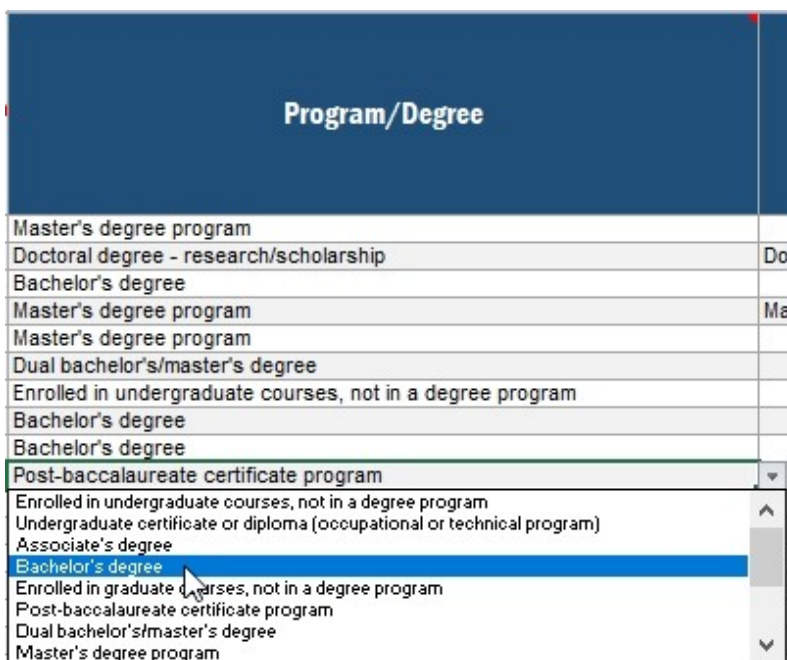 Program/Degree
Master's degree program
Doctoral degree - research/scholarship
Do
Bachelor's degree
Master's degree program
Ma
Master's degree program
Dual bachelor's/master's degree
Enrolled in undergraduate courses, not in a degree program
Bachelor's degree
Bachelor's degree
Post-baccalaureate certificate program
Enrolled in undergraduate courses, not in a degree program
Undergraduate certificate or diploma (occupational or technical program)
Associate's degree
Bachelor's degree
Enrolled in graduate courses, not in a degree program
Post-baccalaureate certificate program
Dual bachelor's/master's degree
Master's degree program